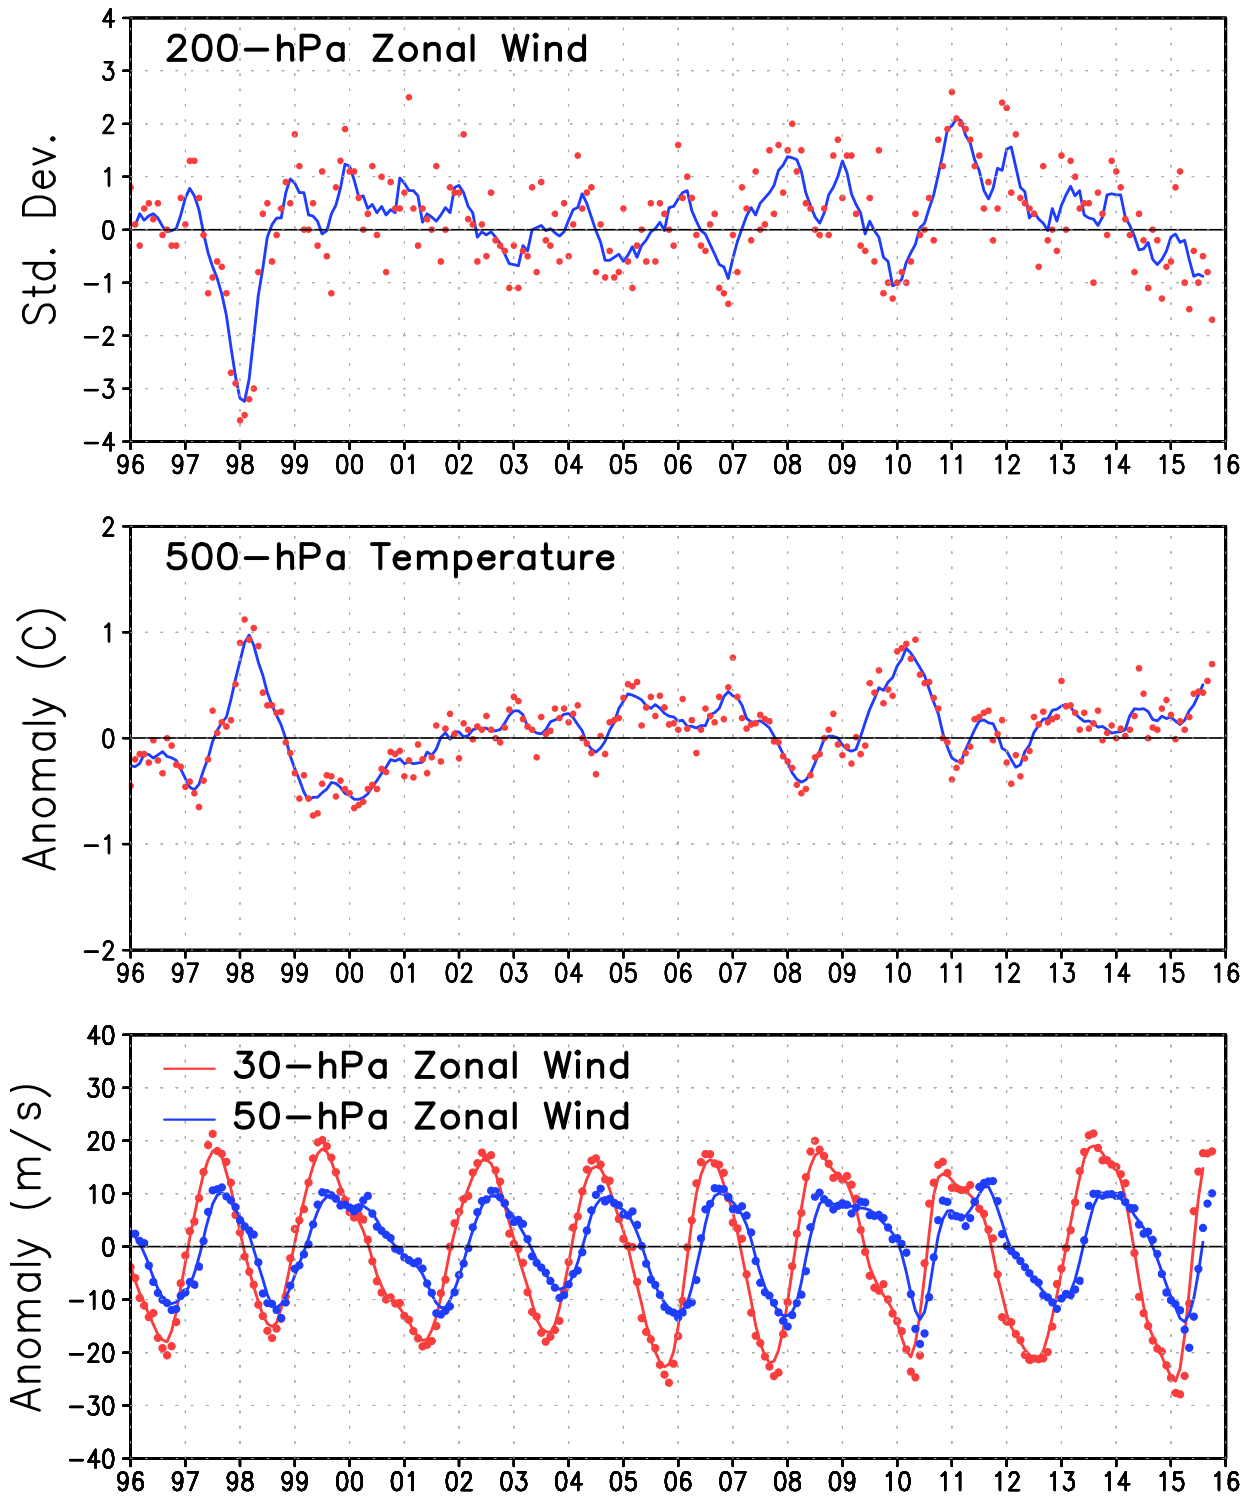 200-hPa Zonal Wind
Std. Dev.
4
3
2
1
0
-1
-2
-3
-4
96 97 98 99 00 01 02 03 04 05 06 07 08 09 10 11 12 13 14 15 16
500-hPa Temperature
Anomaly (C)
2
1
0
-1
-2
96 97 98 99 00 01 02 03 04 05 06 07 08 09 10 11 12 13 14 15 16
30-hPa Zonal Wind
50-hPa Zonal Wind
Anomaly (m/s)
40
30
20
10
0
-10
-20
-30
-40
96 97 98 99 00 01 02 03 04 05 06 07 08 09 10 11 12 13 14 15 16